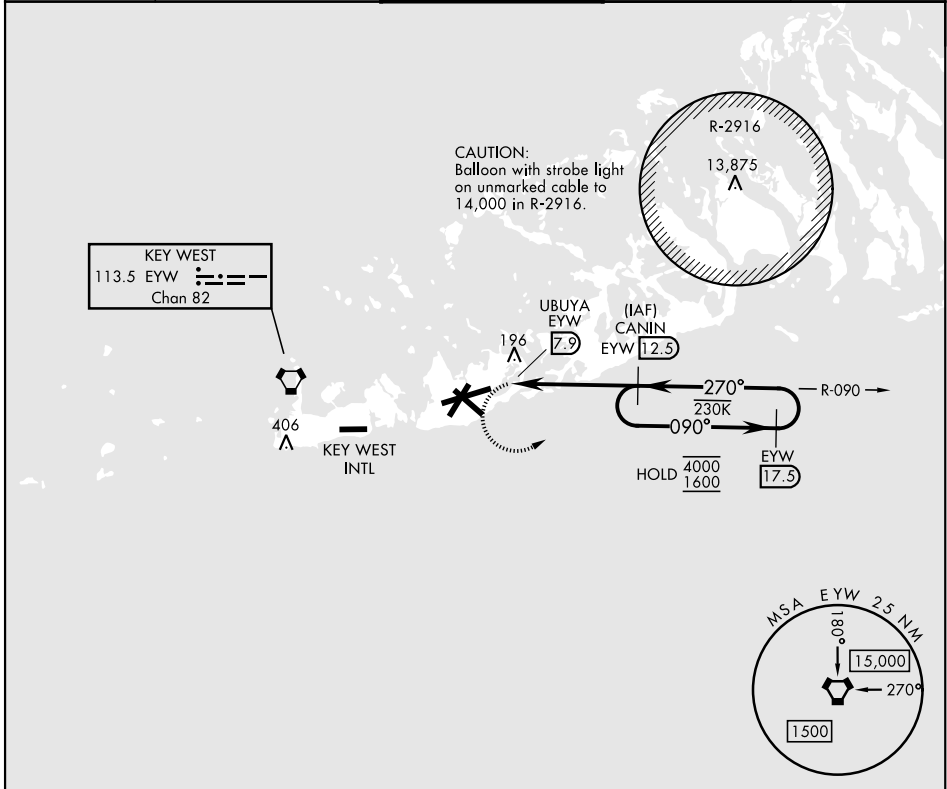 R-2916
13,875
CAUTION:
Balloon with strobe light
on unmarked cable to
14,000 in R-2916.
KEY WEST
113.5 EYW
Chan 82
UBUYA
EYW
7.9
(IAF)
CANIN
EYW 12.5
196
270°
R-090
230K
090°
406
KEY WEST
INTL
HOLD 4000
1600
EYW
17.5
MSA EYW 25 NM
180°
15,000
270°
1500